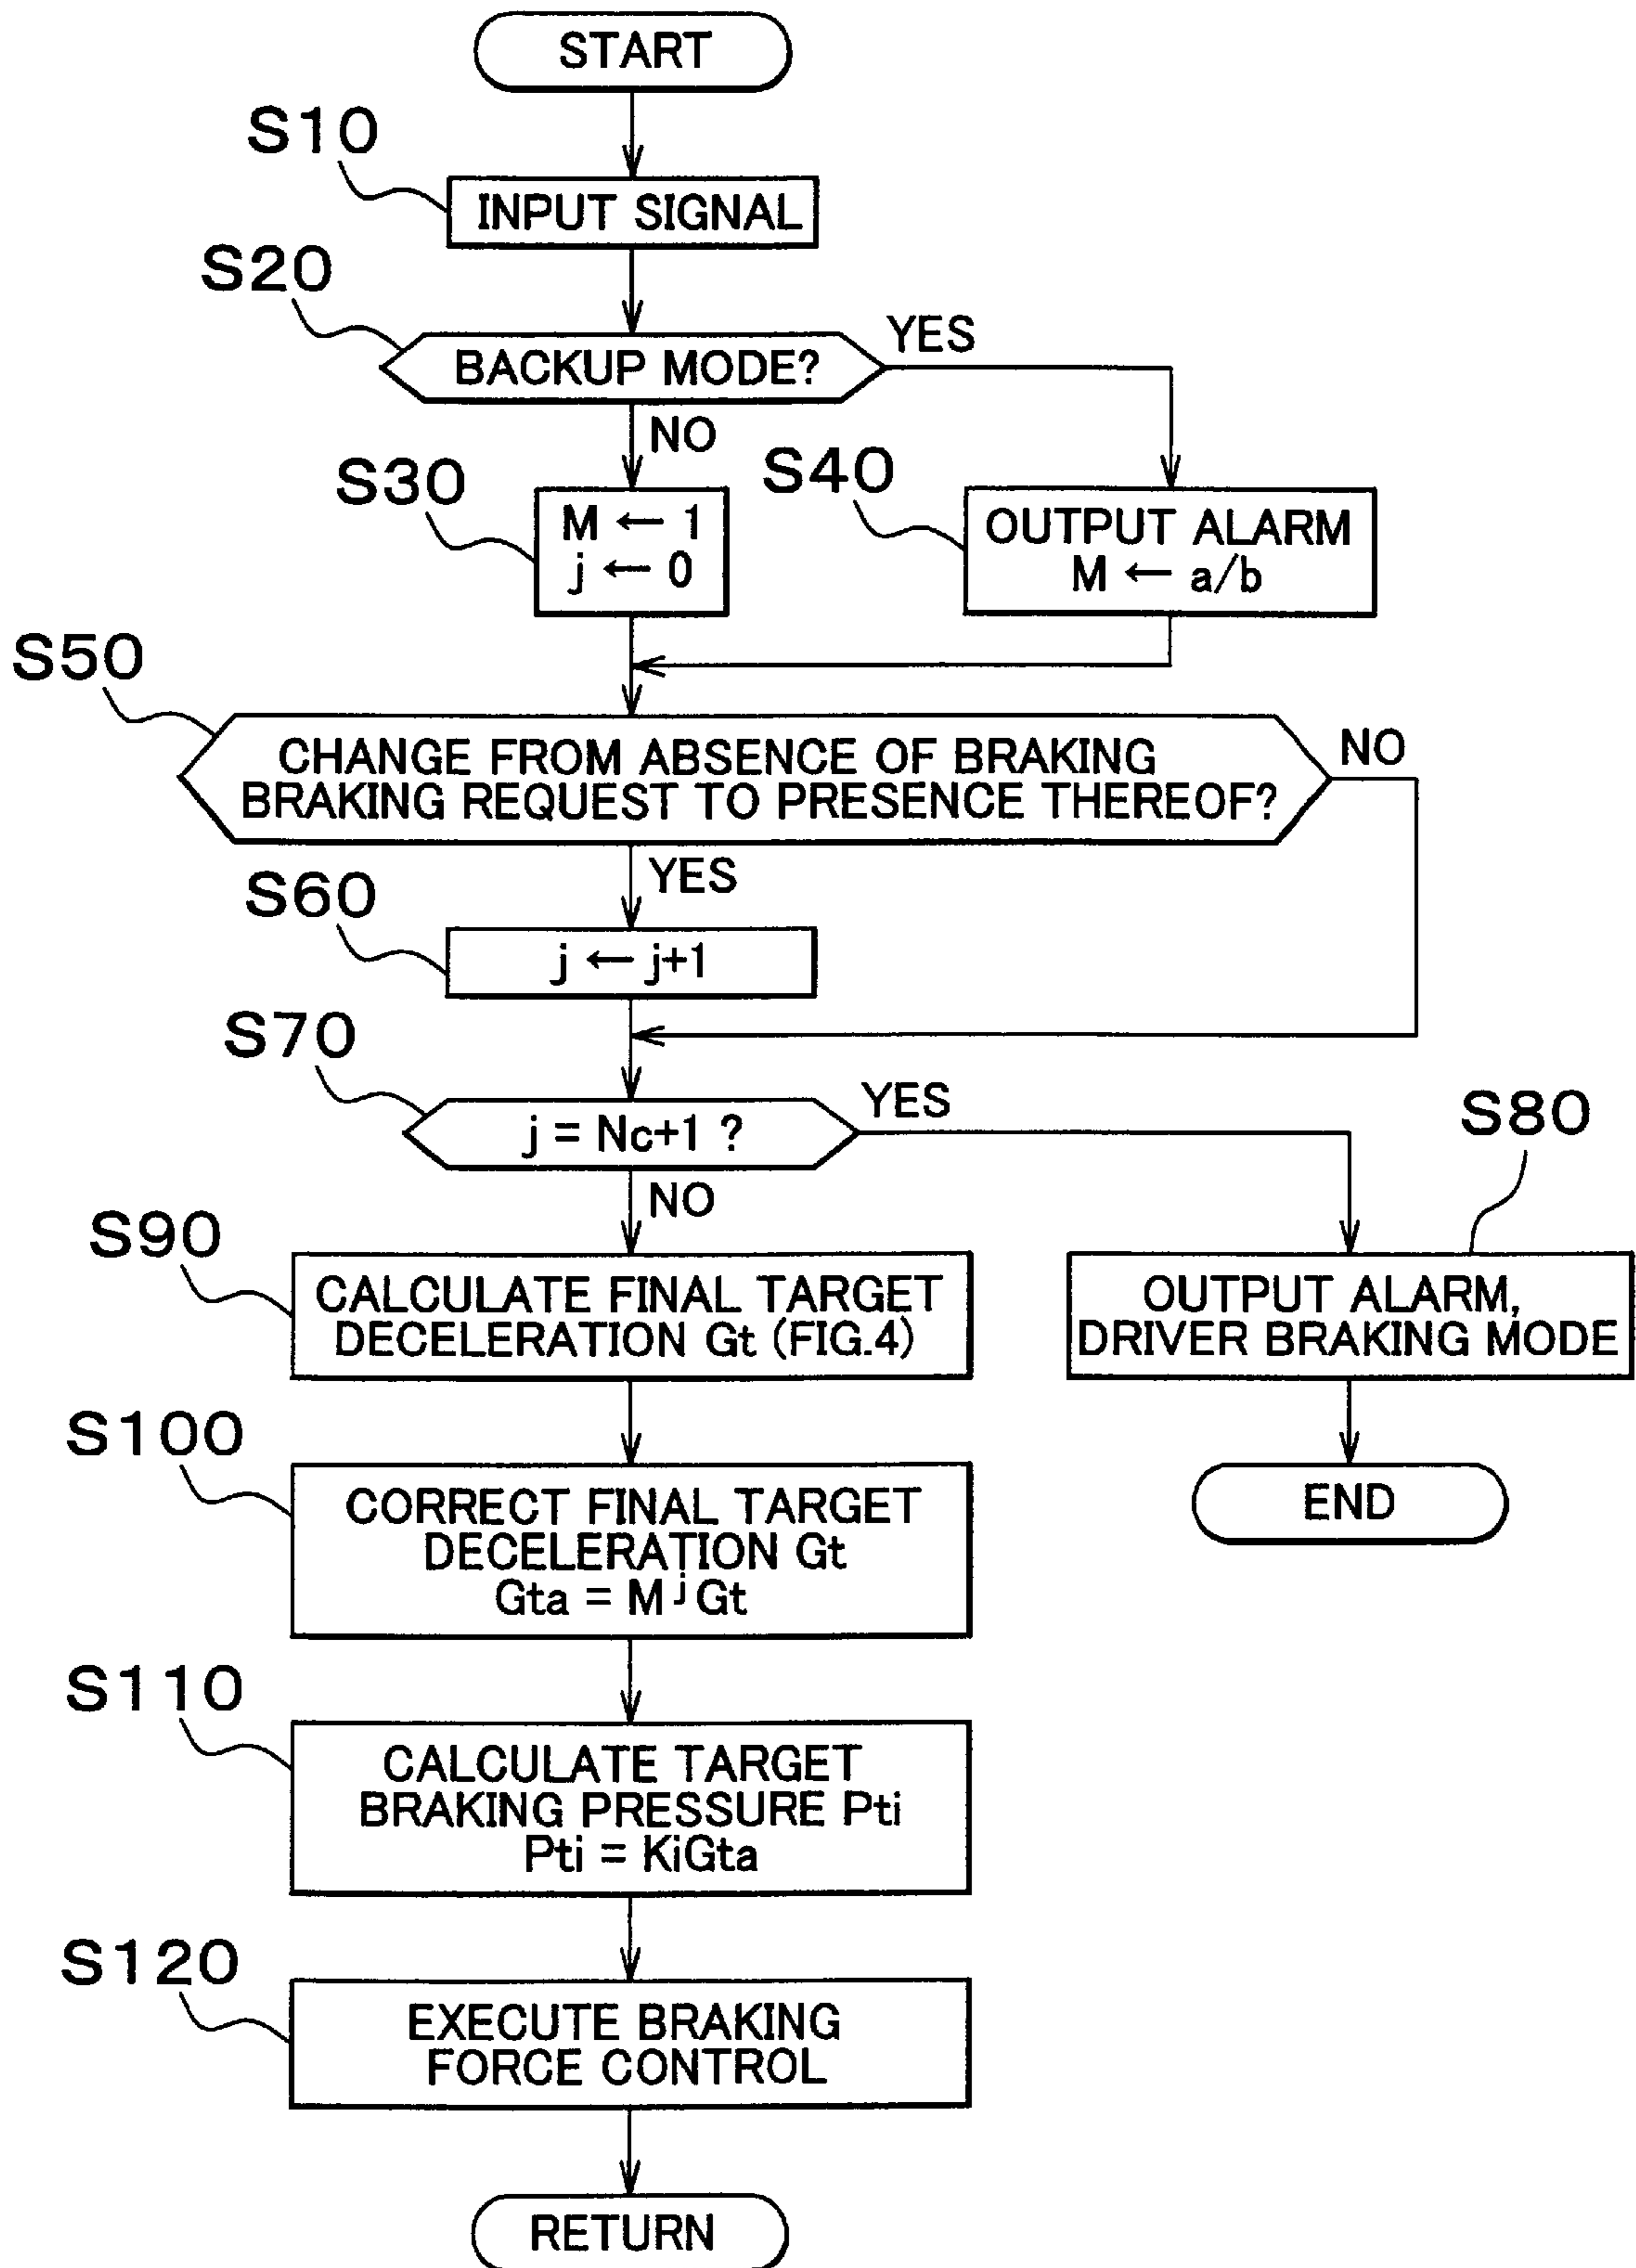 START
S10
INPUT SIGNAL
S20
BACKUP MODE?
YES
NO
S30
M ← 1
j ← 0
S40
OUTPUT ALARM
M ← a/b
S50
CHANGE FROM ABSENCE OF BRAKING
BRAKING REQUEST TO PRESENCE THEREOF?
NO
YES
S60
j ← j+1
S70
j = Nc+1 ?
YES
NO
S80
OUTPUT ALARM,
DRIVER BRAKING MODE
END
S90
CALCULATE FINAL TARGET
DECELERATION Gt (FIG.4)
S100
CORRECT FINAL TARGET
DECELERATION Gt
Gta = M^j Gt
S110
CALCULATE TARGET
BRAKING PRESSURE Pti
Pti = KiGta
S120
EXECUTE BRAKING
FORCE CONTROL
RETURN